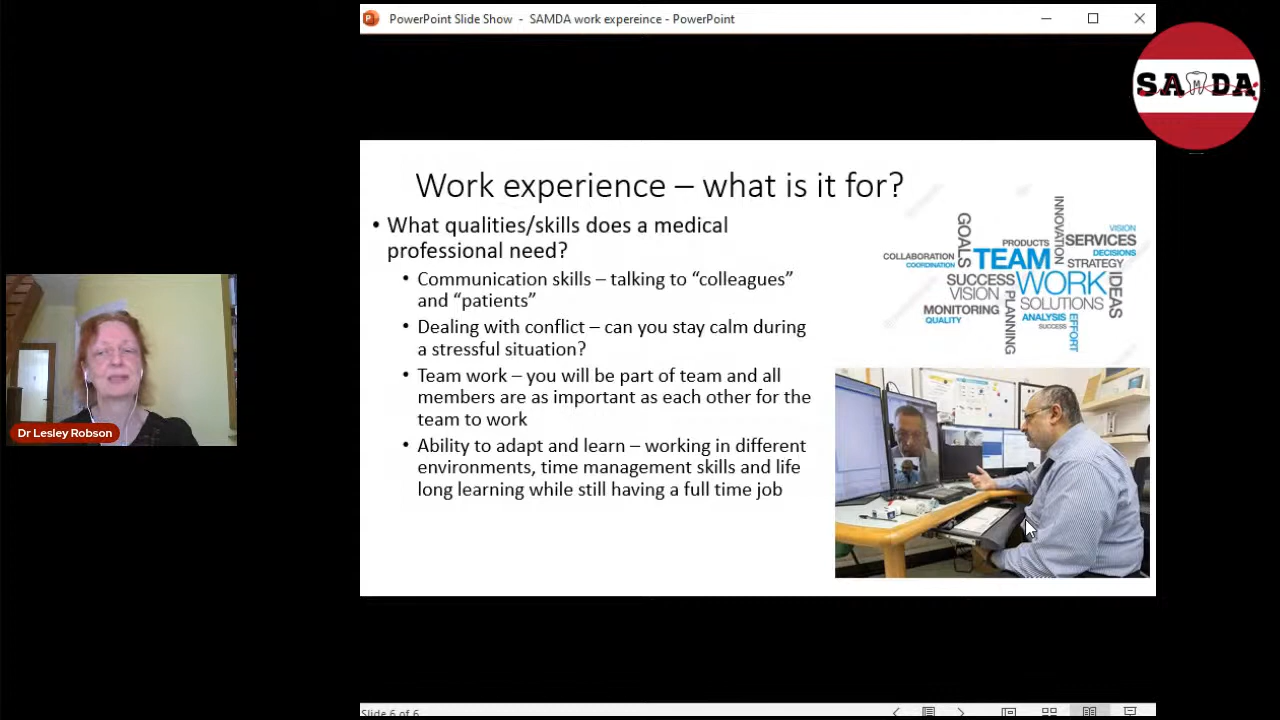 PowerPoint Slide Show - SAMDA work expereince - PowerPoint
SAMDA
M
Work experience – what is it for?
• What qualities/skills does a medical
professional need?
• Communication skills – talking to “colleagues”
and “patients”
• Dealing with conflict – can you stay calm during
a stressful situation?
• Team work – you will be part of team and all
members are as important as each other for the
team to work
• Ability to adapt and learn – working in different
environments, time management skills and life
long learning while still having a full time job
GOALS
INNOVATION
VISION
PRODUCTS
SERVICES
COLLABORATION
COORDINATION
TEAM
DECISIONS
STRATEGY
SUCCESS
WORK
IDEAS
VISION
SOLUTIONS
MONITORING
PLANNING
QUALITY
ANALYSIS
EFFORT
SUCCESS
Dr Lesley Robson
Slide 6 of 6